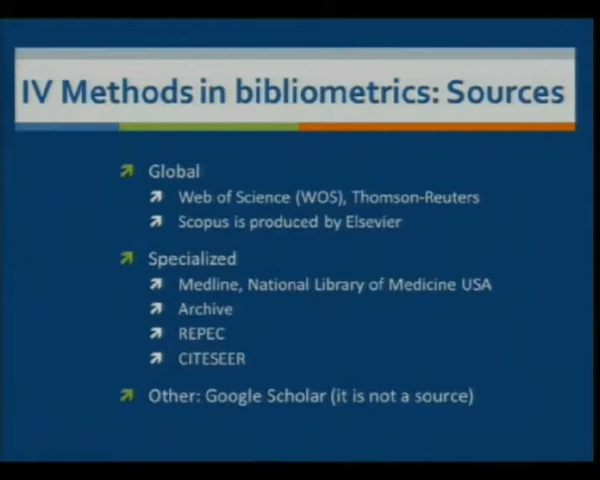 IV Methods in bibliometrics: Sources
Global
Web of Science (WOS), Thomson-Reuters
Scopus is produced by Elsevier
Specialized
Medline, National Library of Medicine USA
Archive
REPEC
CITESEER
Other: Google Scholar (it is not a source)